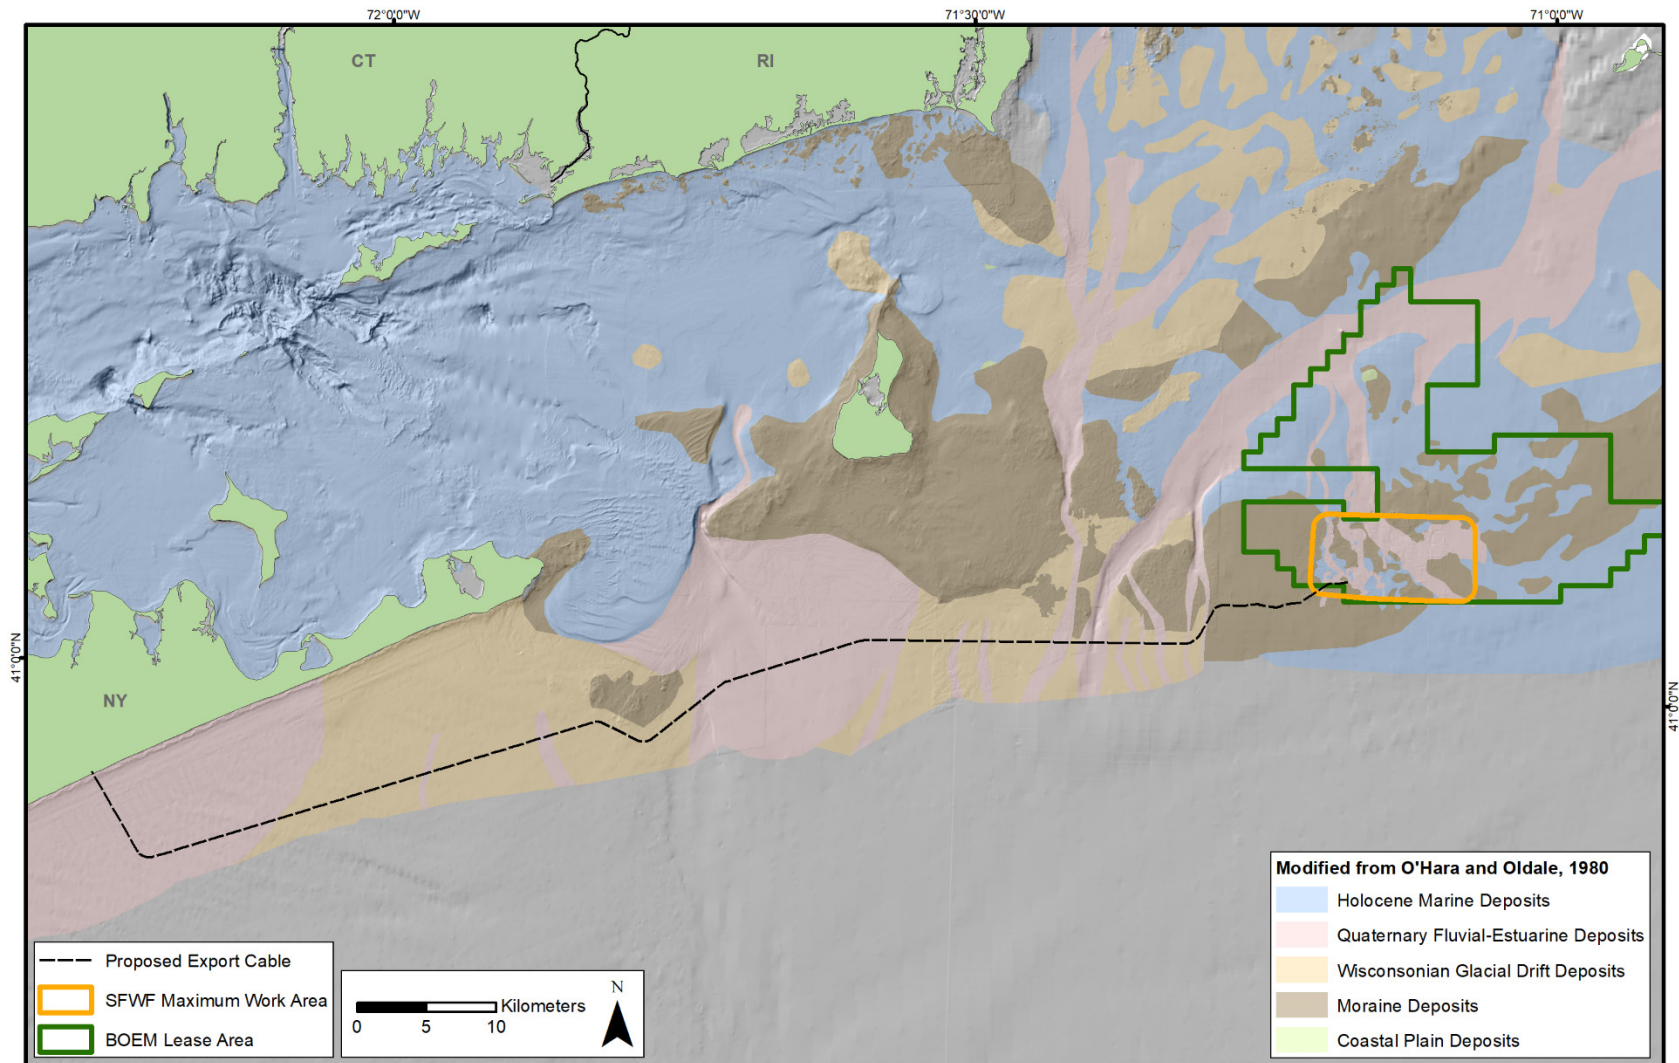 72°0'0"W
71°30'0"W
71°0'0"W
CT
RI
41°0'0"N
41°0'0"N
NY
Modified from O'Hara and Oldale, 1980
Holocene Marine Deposits
Quaternary Fluvial-Estuarine Deposits
Wisconsonian Glacial Drift Deposits
Moraine Deposits
Coastal Plain Deposits
Proposed Export Cable
SFWF Maximum Work Area
BOEM Lease Area
Kilometers
0 5 10
N